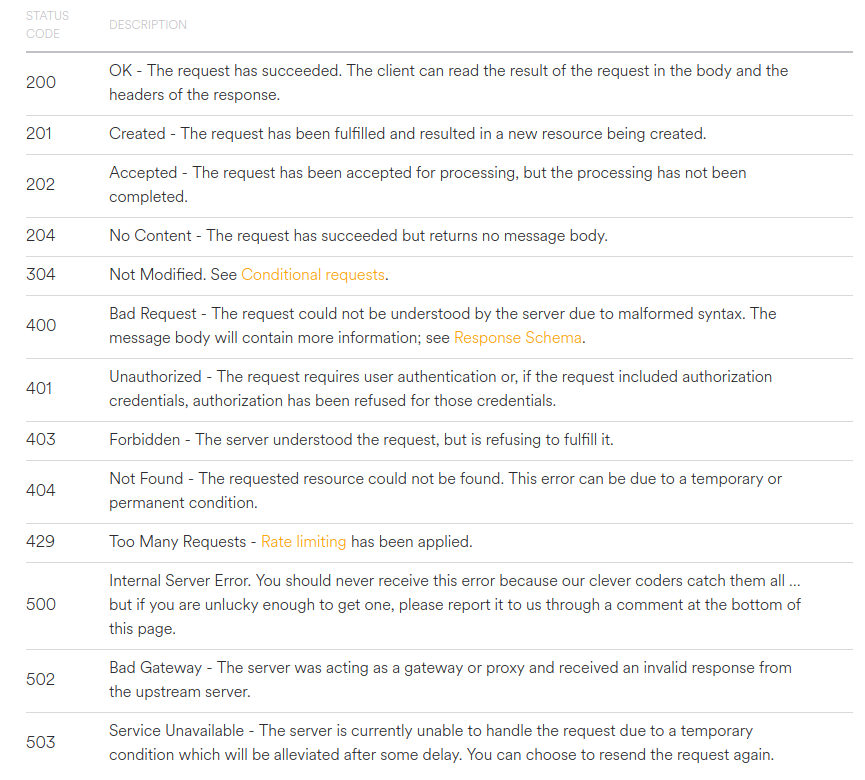 STATUS
CODE
DESCRIPTION
200
OK - The request has succeeded. The client can read the result of the request in the body and the
headers of the response.
201
Created - The request has been fulfilled and resulted in a new resource being created.
202
Accepted - The request has been accepted for processing, but the processing has not been
completed.
204
No Content - The request has succeeded but returns no message body.
304
Not Modified. See Conditional requests.
400
Bad Request - The request could not be understood by the server due to malformed syntax. The
message body will contain more information; see Response Schema.
401
Unauthorized - The request requires user authentication or, if the request included authorization
credentials, authorization has been refused for those credentials.
403
Forbidden - The server understood the request, but is refusing to fulfill it.
404
Not Found - The requested resource could not be found. This error can be due to a temporary or
permanent condition.
429
Too Many Requests - Rate limiting has been applied.
500
Internal Server Error. You should never receive this error because our clever coders catch them all ...
but if you are unlucky enough to get one, please report it to us through a comment at the bottom of
this page.
502
Bad Gateway - The server was acting as a gateway or proxy and received an invalid response from
the upstream server.
503
Service Unavailable - The server is currently unable to handle the request due to a temporary
condition which will be alleviated after some delay. You can choose to resend the request again.